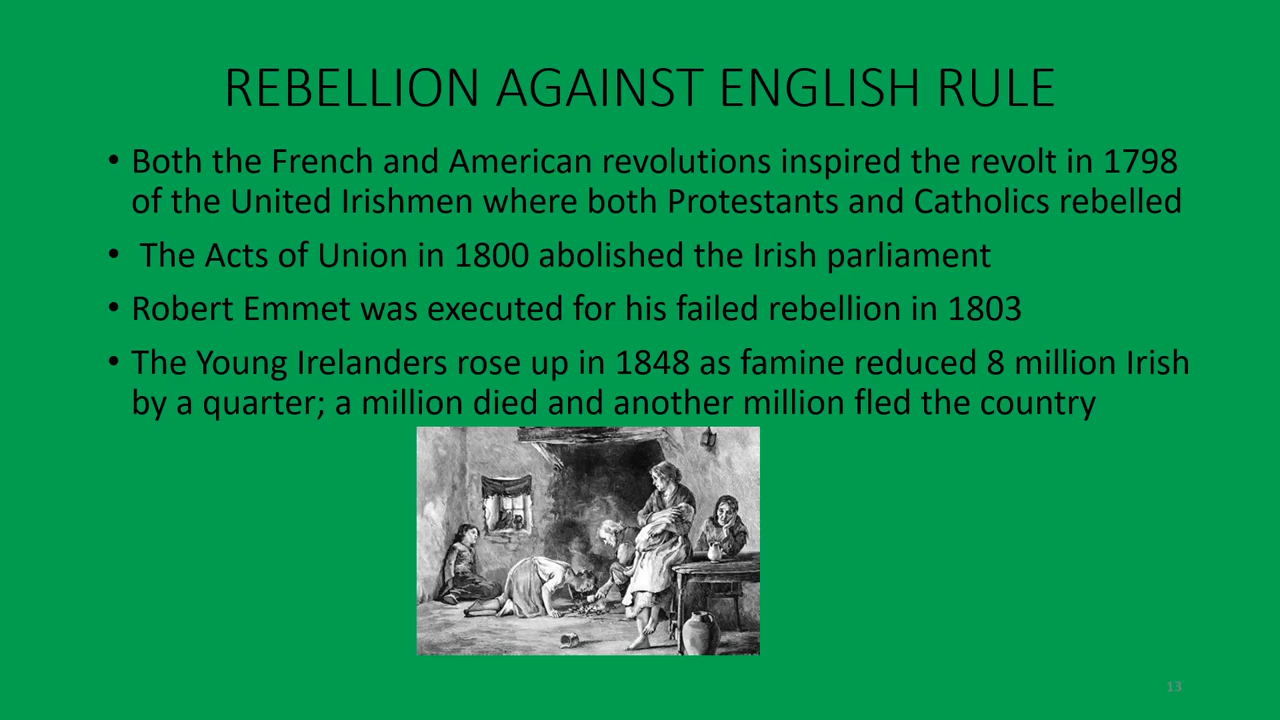 REBELLION AGAINST ENGLISH RULE
• Both the French and American revolutions inspired the revolt in 1798
of the United Irishmen where both Protestants and Catholics rebelled
• The Acts of Union in 1800 abolished the Irish parliament
• Robert Emmet was executed for his failed rebellion in 1803
• The Young Irelanders rose up in 1848 as famine reduced 8 million Irish
by a quarter; a million died and another million fled the country
13